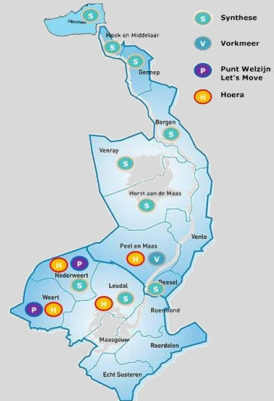 Heumen
S
Mook en Middelaar
S
S
Gennep
Bergen
S
Venray
S
Horst aan de Maas
S
Venlo
Peel en Maas
H
V
H
P
Nederweert
S
Leudal
H
S
Beesel
S
Weert
P
H
Roermond
Maasgouw
Roerdalen
Echt Susteren
S Synthese
V Vorkmeer
P Punt Welzijn
Let's Move
H Hoera